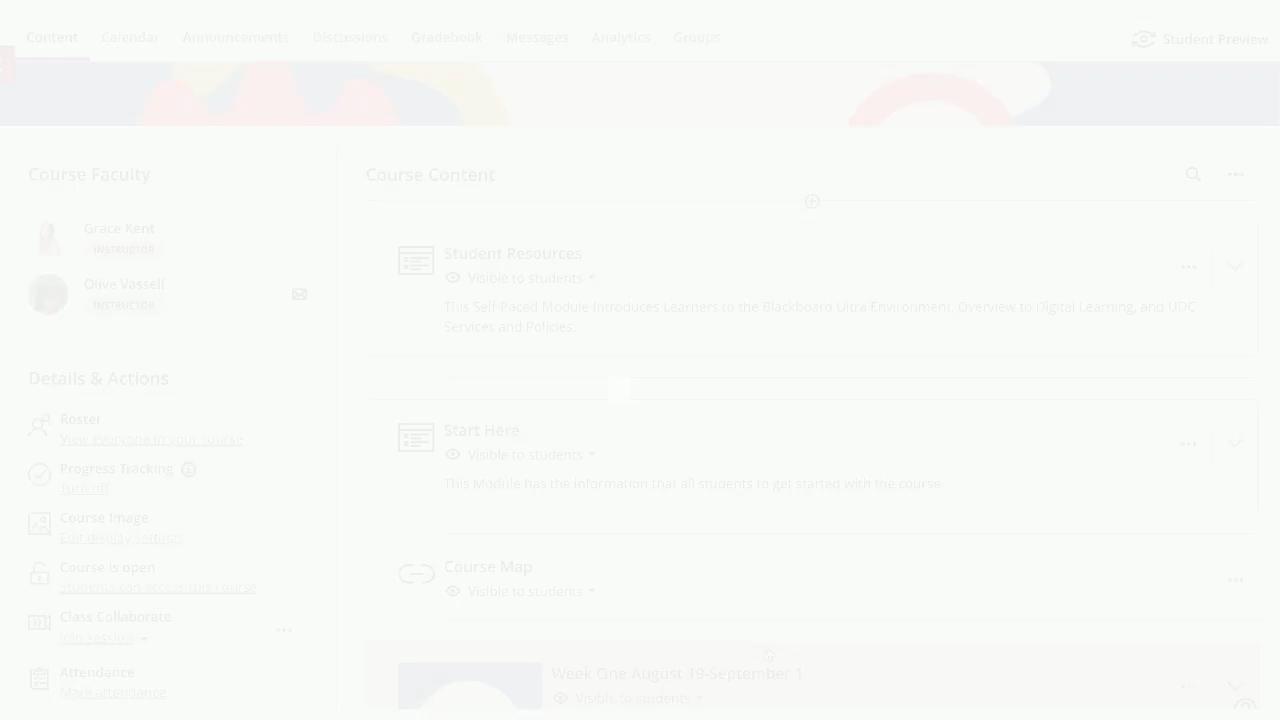 Content Calendar Announcements Discussions Gradebook Messages Analytics Groups
Student Preview
Course Faculty
Grace Kent
INSTRUCTOR
Olive Vassell
INSTRUCTOR
Details & Actions
Roster
View everyone in your course
Progress Tracking
Turn off
Course Image
Edit display settings
Course is open
Students can access this course
Class Collaborate
Join session
Attendance
Mark attendance
Course Content
Student Resources
Visible to students
This Self-Paced Module Introduces Learners to the Blackboard Ultra Environment, Overview to Digital Learning, and UDC
Services and Policies.
Start Here
Visible to students
This Module has the information that all students to get started with the course.
Course Map
Visible to students
Week One August 19-September 1
Visible to students